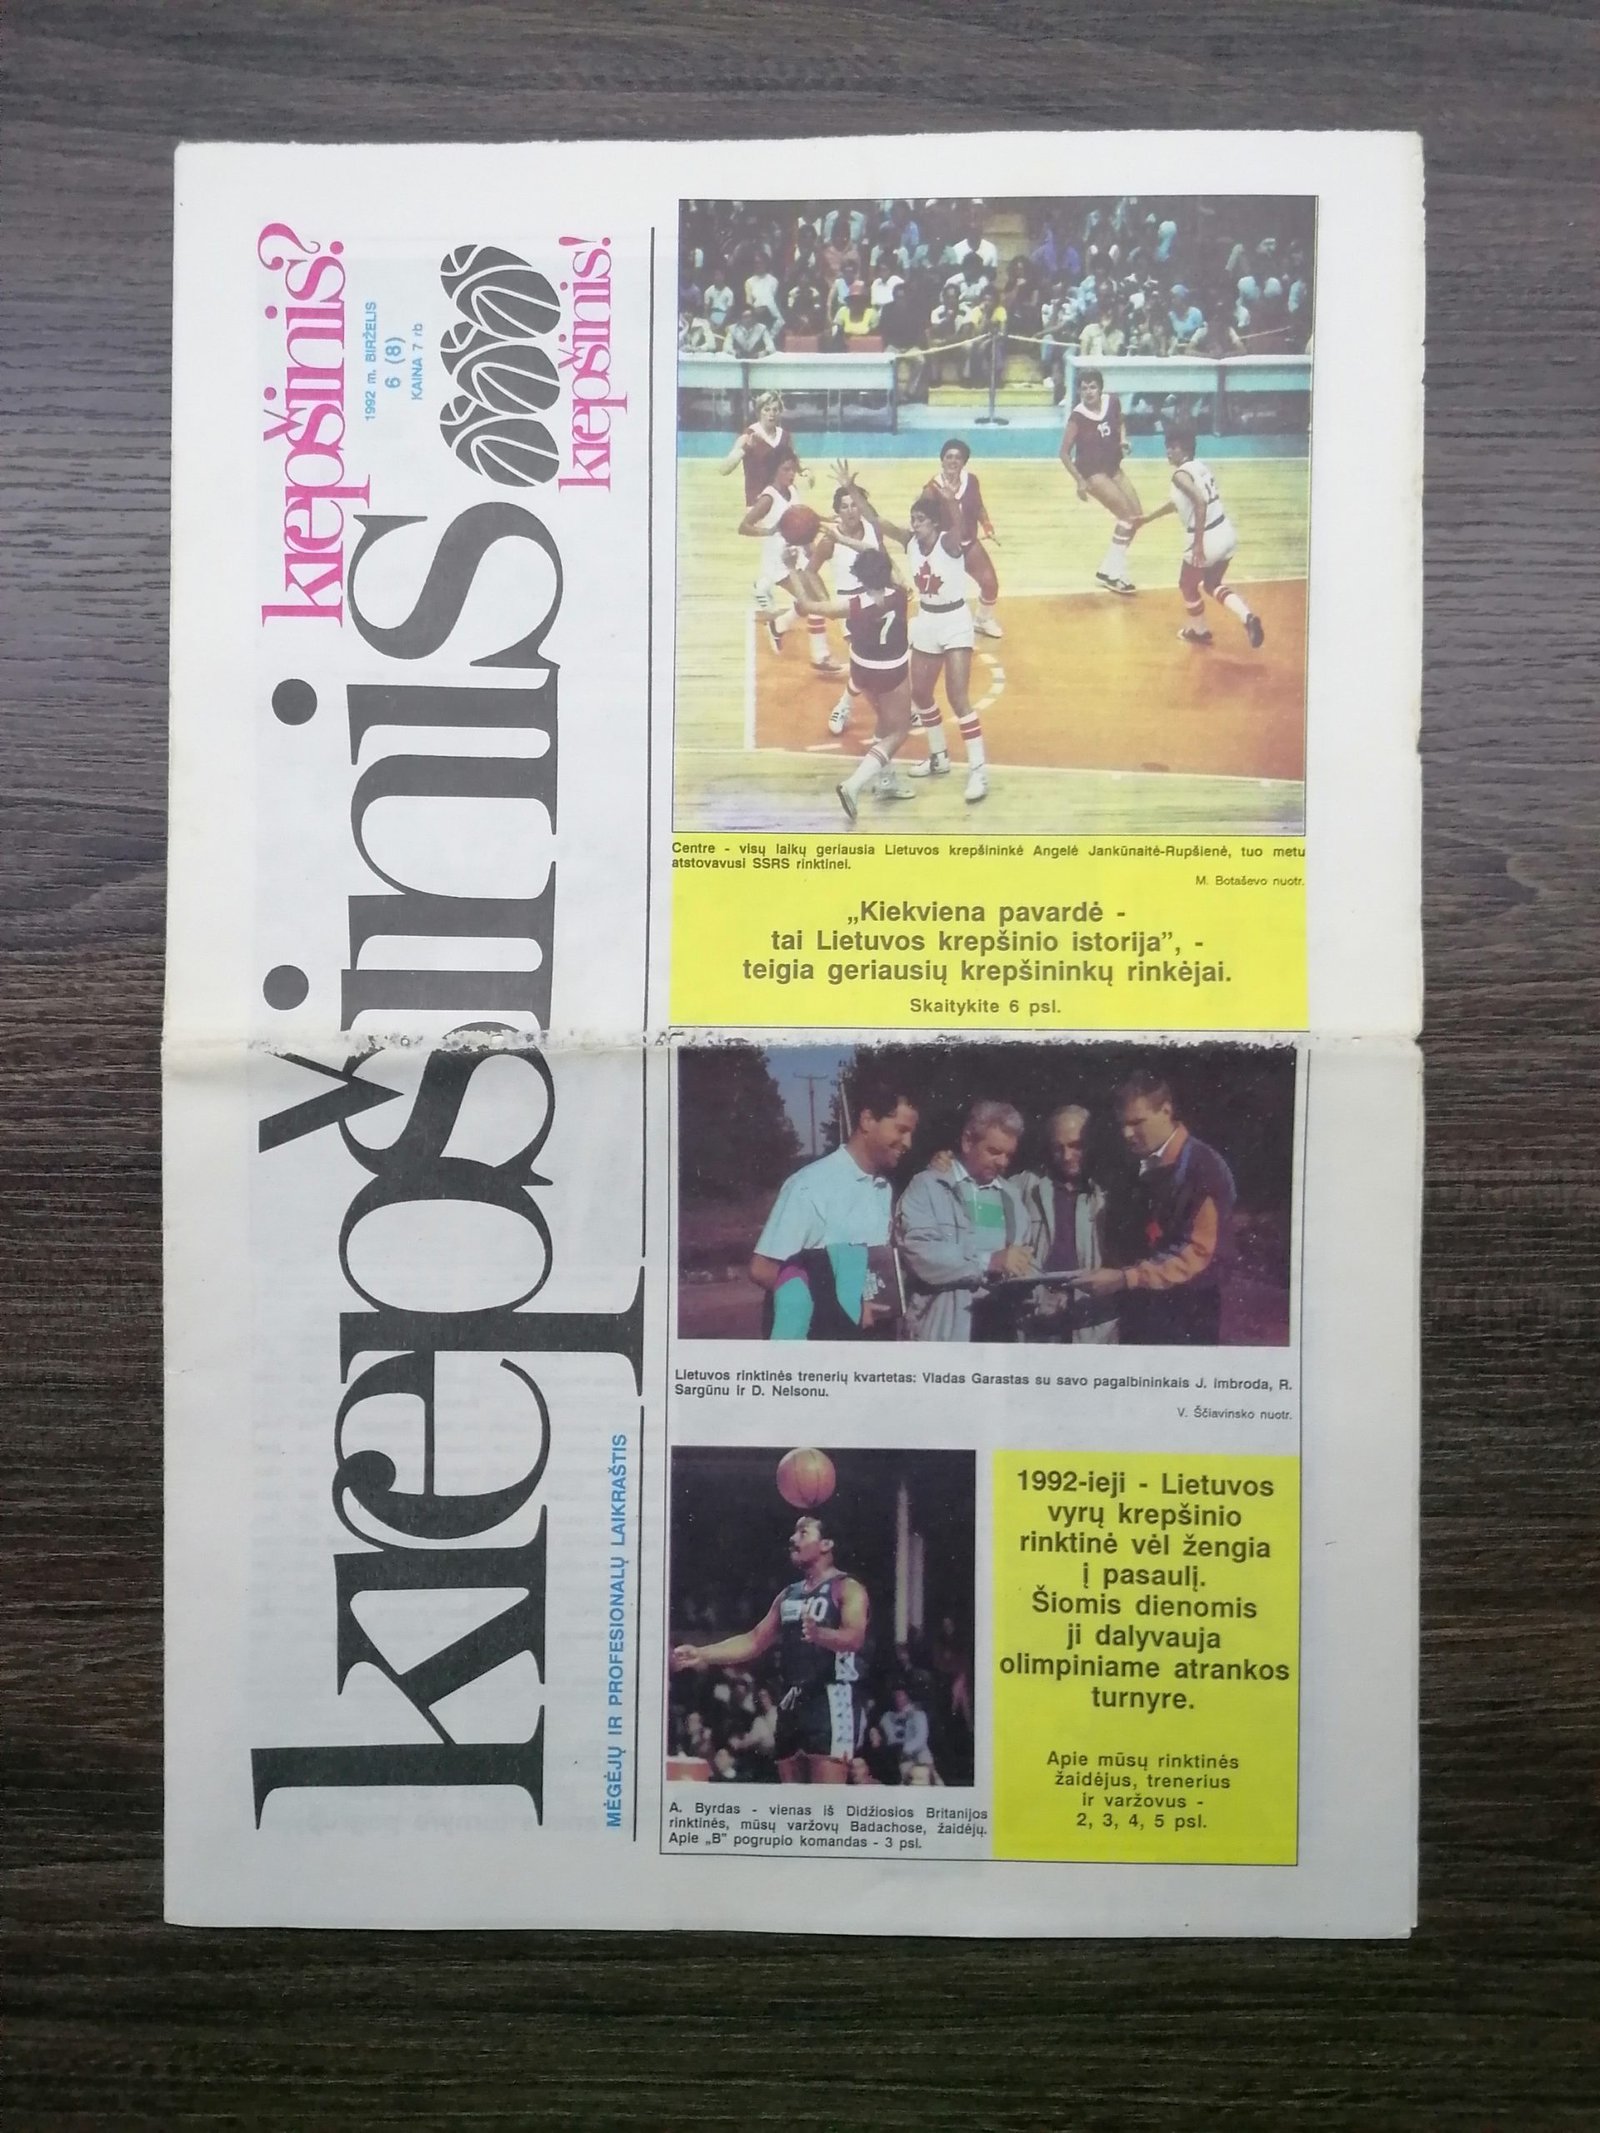 krepšinis?
1992 m. BIRŽELIS
6 (8)
KAINA 7 rb
krepšinis
krepšinis!
MĖGĖJŲ IR PROFESIONALŲ LAIKRAŠTIS
15
12
7
7
Centre - visų laikų geriausia Lietuvos krepšininkė Angelė Jankūnaitė-Rupšienė, tuo metu
atstovavusi SSRS rinktinei.
M. Botaševo nuotr.
„Kiekviena pavardė -
tai Lietuvos krepšinio istorija”, -
teigia geriausių krepšininkų rinkėjai.
Skaitykite 6 psl.
Lietuvos rinktinės trenerių kvartetas: Vladas Garastas su savo pagalbininkais J. Imbroda, R.
Sargūnu ir D. Nelsonu.
V. Ščiavinsko nuotr.
10
A. Byrdas - vienas iš Didžiosios Britanijos
rinktinės, mūsų varžovų Badachose, žaidėjų.
Apie „B” pogrupio komandas - 3 psl.
1992-ieji - Lietuvos
vyrų krepšinio
rinktinė vėl žengia
į pasaulį.
Šiomis dienomis
ji dalyvauja
olimpiniame atrankos
turnyre.
Apie mūsų rinktinės
žaidėjus, trenerius
ir varžovus -
2, 3, 4, 5 psl.